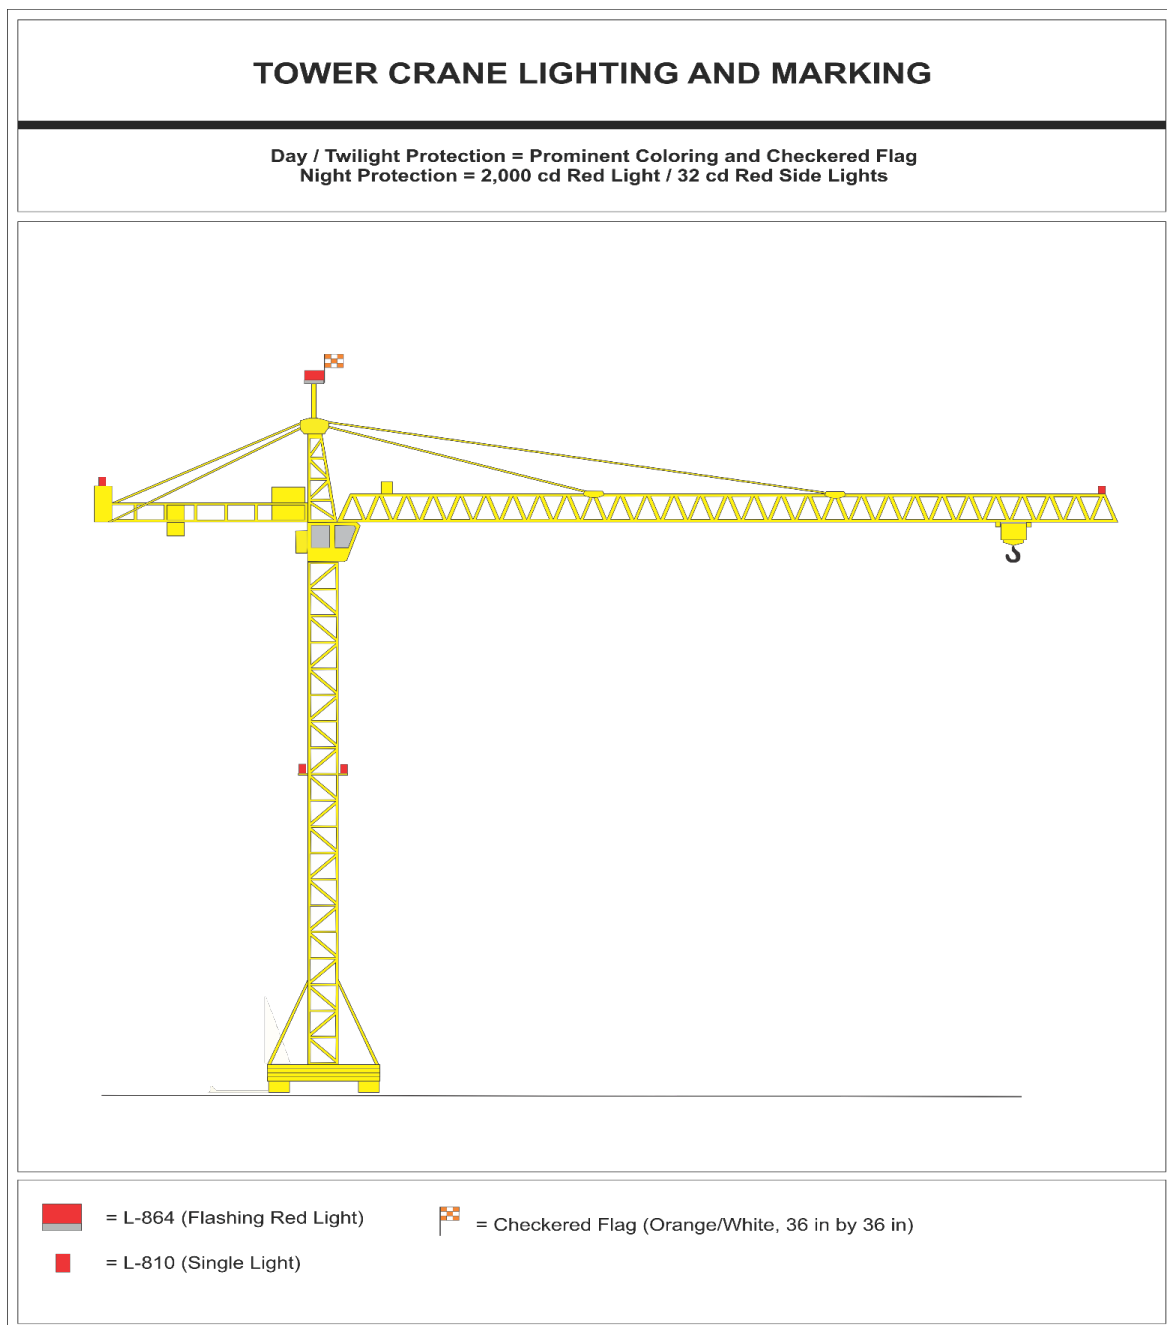 TOWER CRANE LIGHTING AND MARKING
Day / Twilight Protection = Prominent Coloring and Checkered Flag
Night Protection = 2,000 cd Red Light / 32 cd Red Side Lights
= L-864 (Flashing Red Light)
= Checkered Flag (Orange/White, 36 in by 36 in)
= L-810 (Single Light)